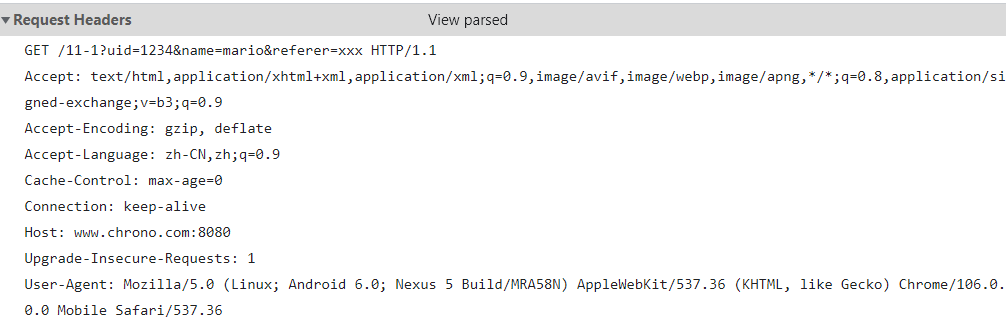 ▼Request Headers View parsed
GET /11-1?uid=1234&name=mario&referer=xxx HTTP/1.1
Accept: text/html,application/xhtml+xml,application/xml;q=0.9,image/avif,image/webp,image/apng,*/*;q=0.8,application/si
gned-exchange;v=b3;q=0.9
Accept-Encoding: gzip, deflate
Accept-Language: zh-CN,zh;q=0.9
Cache-Control: max-age=0
Connection: keep-alive
Host: www.chrono.com:8080
Upgrade-Insecure-Requests: 1
User-Agent: Mozilla/5.0 (Linux; Android 6.0; Nexus 5 Build/MRA58N) AppleWebKit/537.36 (KHTML, like Gecko) Chrome/106.0.
0.0 Mobile Safari/537.36